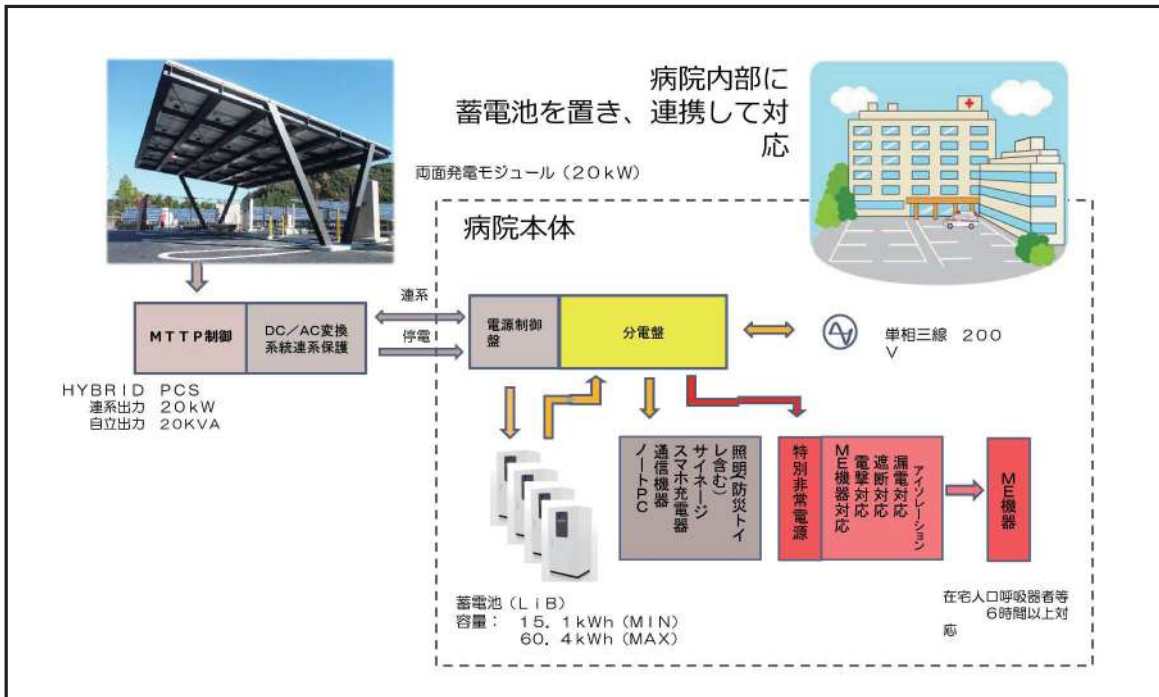 病院内部に
蓄電池を置き、連携して対
応
両面発電モジュール（20kW）
病院本体
連系
停電
MTTP制御
DC／AC変換
系統連系保護
電源制御
盤
分電盤
単相三線 200
V
HYBRID PCS
連系出力 20kW
自立出力 20KVA
照明(防災トイ
レ含む)
サイネージ
スマホ充電器
通信機器
ノートPC
特別非常電源
アイソレーション
漏電対応
遮断対応
電撃対応
ME機器対応
ME機器
蓄電池（LiB）
容量： 15．1kWh（MIN）
60．4kWh（MAX）
在宅人口呼吸器者等
6時間以上対
応